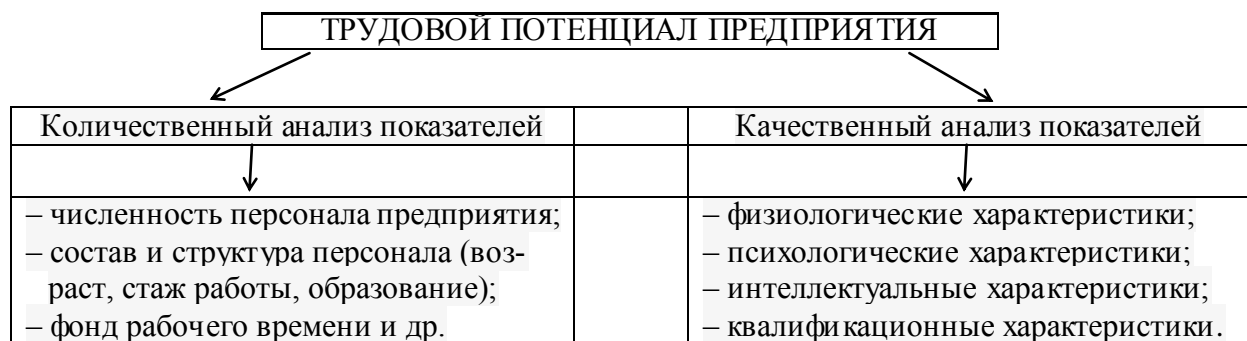 ТРУДОВОЙ ПОТЕНЦИАЛ ПРЕДПРИЯТИЯ
Количественный анализ показателей
Качественный анализ показателей
– численность персонала предприятия;
– состав и структура персонала (воз-
раст, стаж работы, образование);
– фонд рабочего времени и др.
– физиологические характеристики;
– психологические характеристики;
– интеллектуальные характеристики;
– квалификационные характеристики.